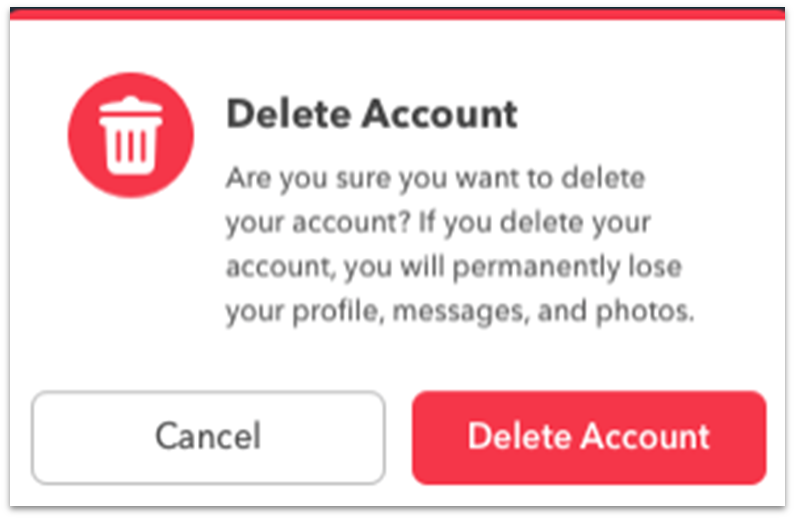 Delete Account
Are you sure you want to delete
your account? If you delete your
account, you will permanently lose
your profile, messages, and photos.
Cancel
Delete Account